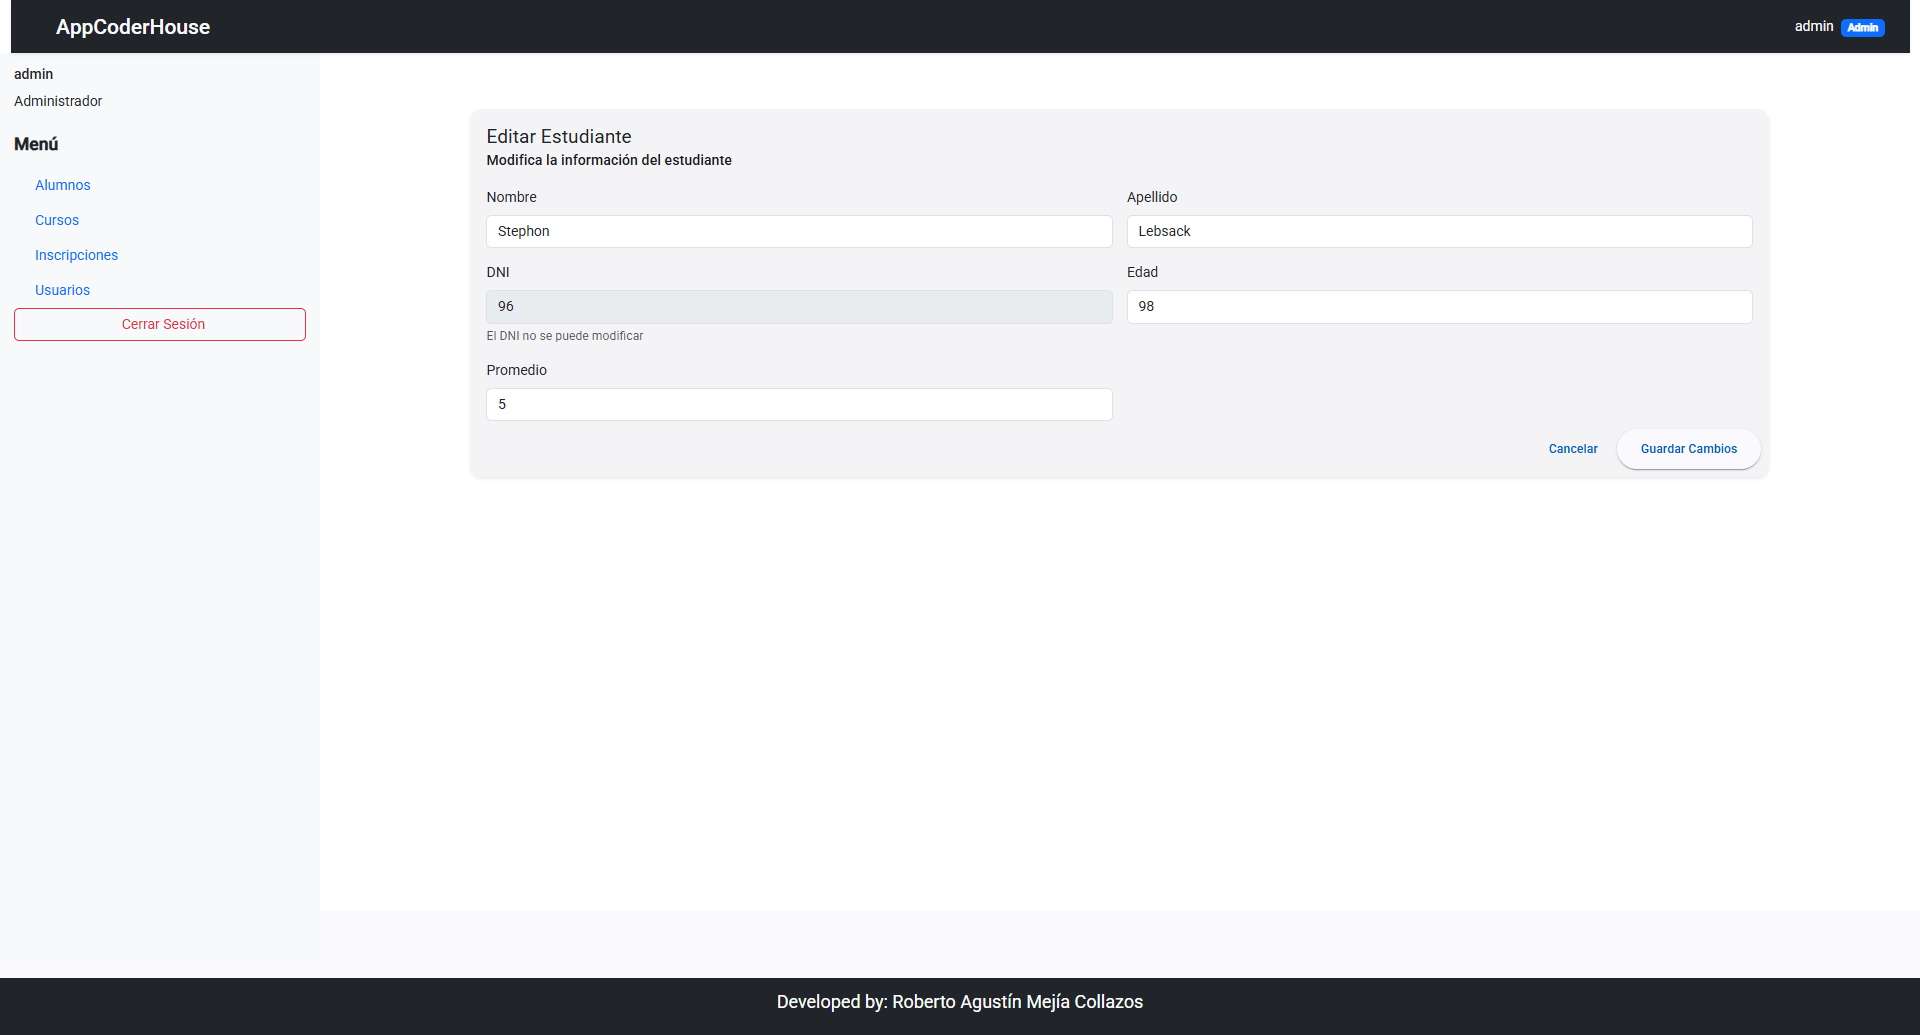 AppCoderHouse
admin Admin
admin
Administrador
Menú
Alumnos
Cursos
Inscripciones
Usuarios
Cerrar Sesión
Editar Estudiante
Modifica la información del estudiante
Nombre
Stephon
Apellido
Lebsack
DNI
96
El DNI no se puede modificar
Edad
98
Promedio
5
Cancelar
Guardar Cambios
Developed by: Roberto Agustín Mejía Collazos